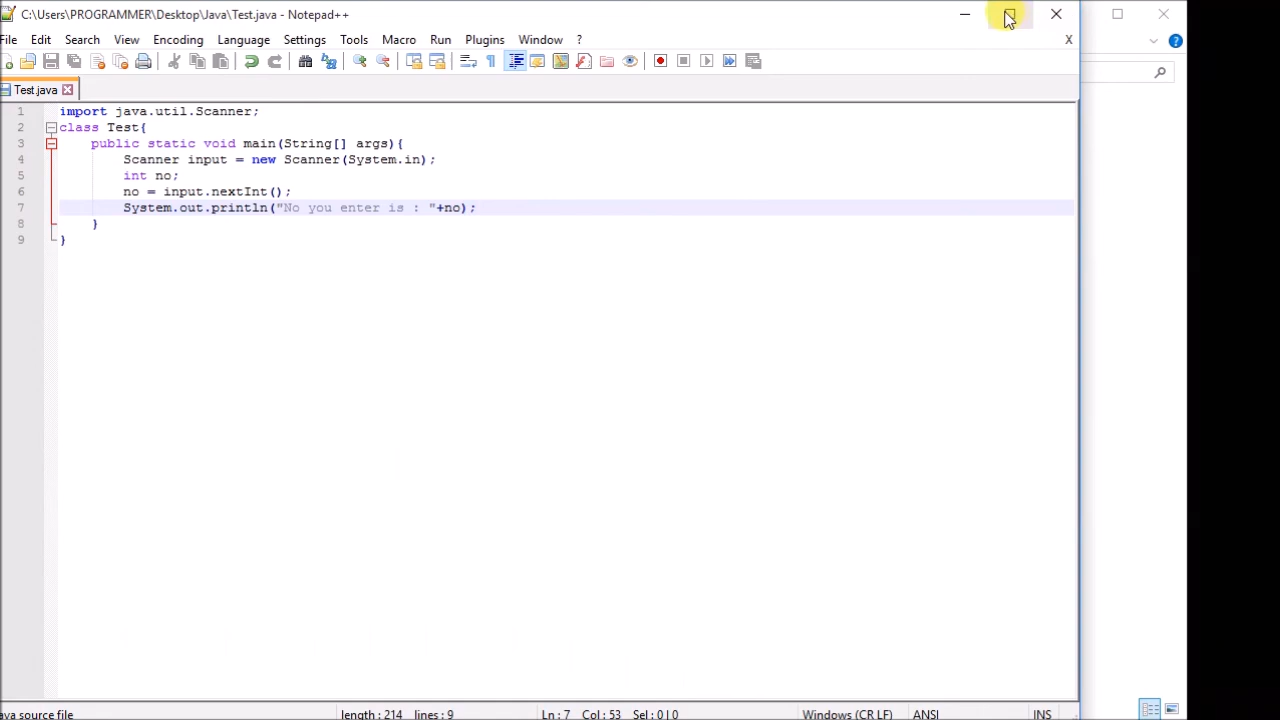 C:\Users\PROGRAMMER\Desktop\Java\Test.java - Notepad++
File Edit Search View Encoding Language Settings Tools Macro Run Plugins Window ? X
Test.java
1 import java.util.Scanner;
2 class Test{
3 public static void main(String[] args){
4 Scanner input = new Scanner(System.in);
5 int no;
6 no = input.nextInt();
7 System.out.println("No you enter is : "+no);
8 }
9 }
ava source file length : 214 lines : 9 Ln : 7 Col : 53 Sel : 0 | 0 Windows (CR LF) ANSI INS